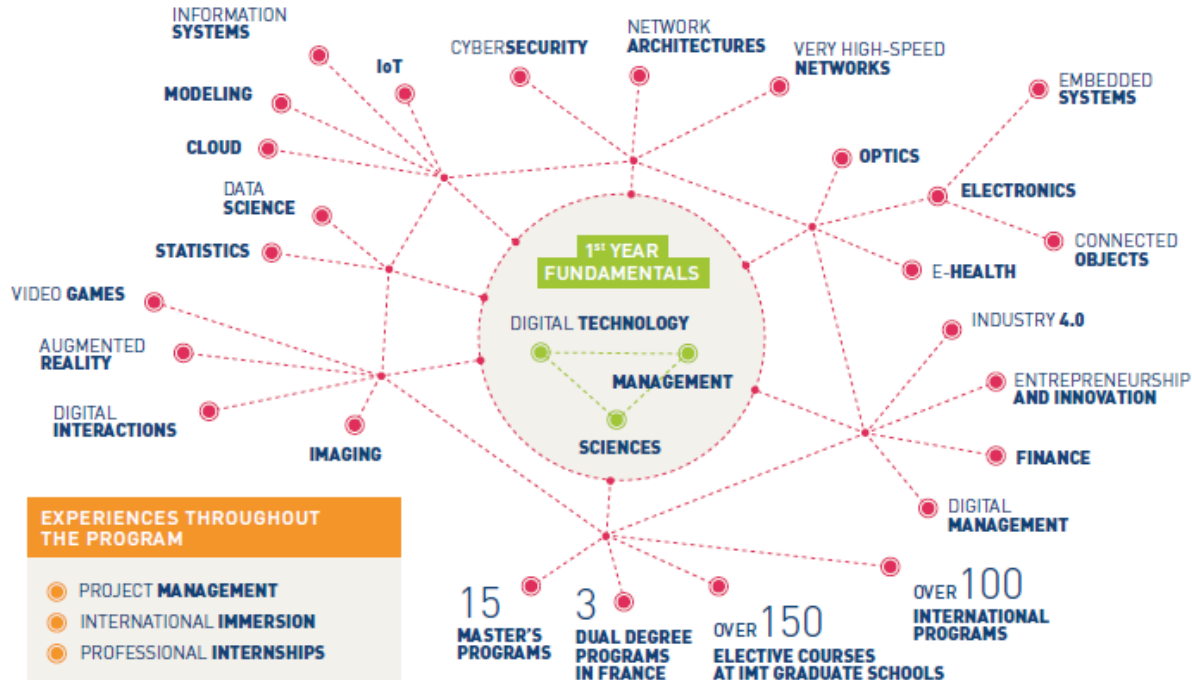 INFORMATION
SYSTEMS
IoT
MODELING
CLOUD
DATA
SCIENCE
STATISTICS
VIDEO GAMES
AUGMENTED
REALITY
DIGITAL
INTERACTIONS
IMAGING
CYBERSECURITY
NETWORK
ARCHITECTURES
VERY HIGH-SPEED
NETWORKS
EMBEDDED
SYSTEMS
OPTICS
ELECTRONICS
CONNECTED
OBJECTS
E-HEALTH
INDUSTRY 4.0
ENTREPRENEURSHIP
AND INNOVATION
FINANCE
DIGITAL
MANAGEMENT
1st YEAR
FUNDAMENTALS
DIGITAL TECHNOLOGY
MANAGEMENT
SCIENCES
EXPERIENCES THROUGHOUT
THE PROGRAM
PROJECT MANAGEMENT
INTERNATIONAL IMMERSION
PROFESSIONAL INTERNSHIPS
15
MASTER'S
PROGRAMS
3
DUAL DEGREE
PROGRAMS
IN FRANCE
OVER 150
ELECTIVE COURSES
AT IMT GRADUATE SCHOOLS
OVER 100
INTERNATIONAL
PROGRAMS